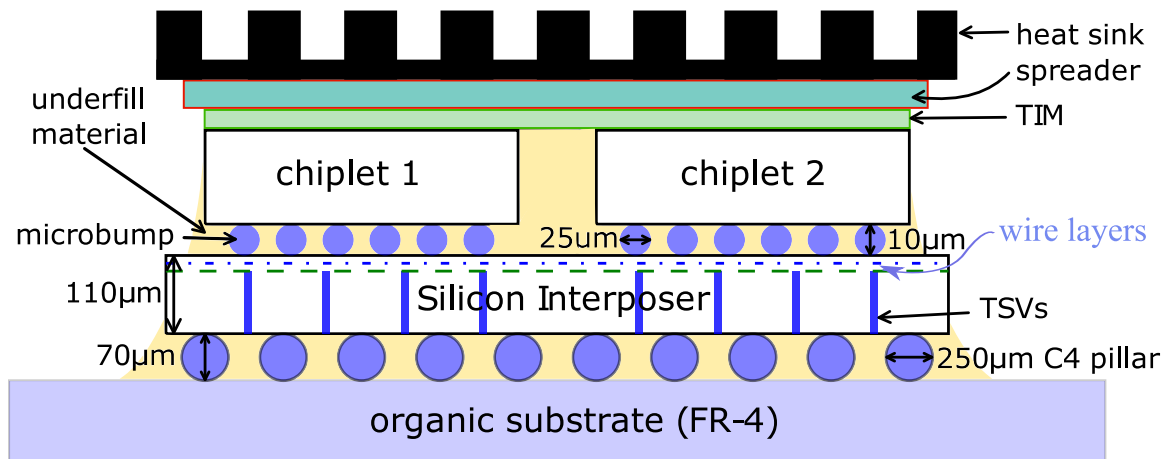 heat sink
spreader
TIM
underfill
material
chiplet 1
chiplet 2
microbump
25um
10μm
wire layers
110μm
Silicon Interposer
TSVs
70μm
250μm C4 pillar
organic substrate (FR-4)